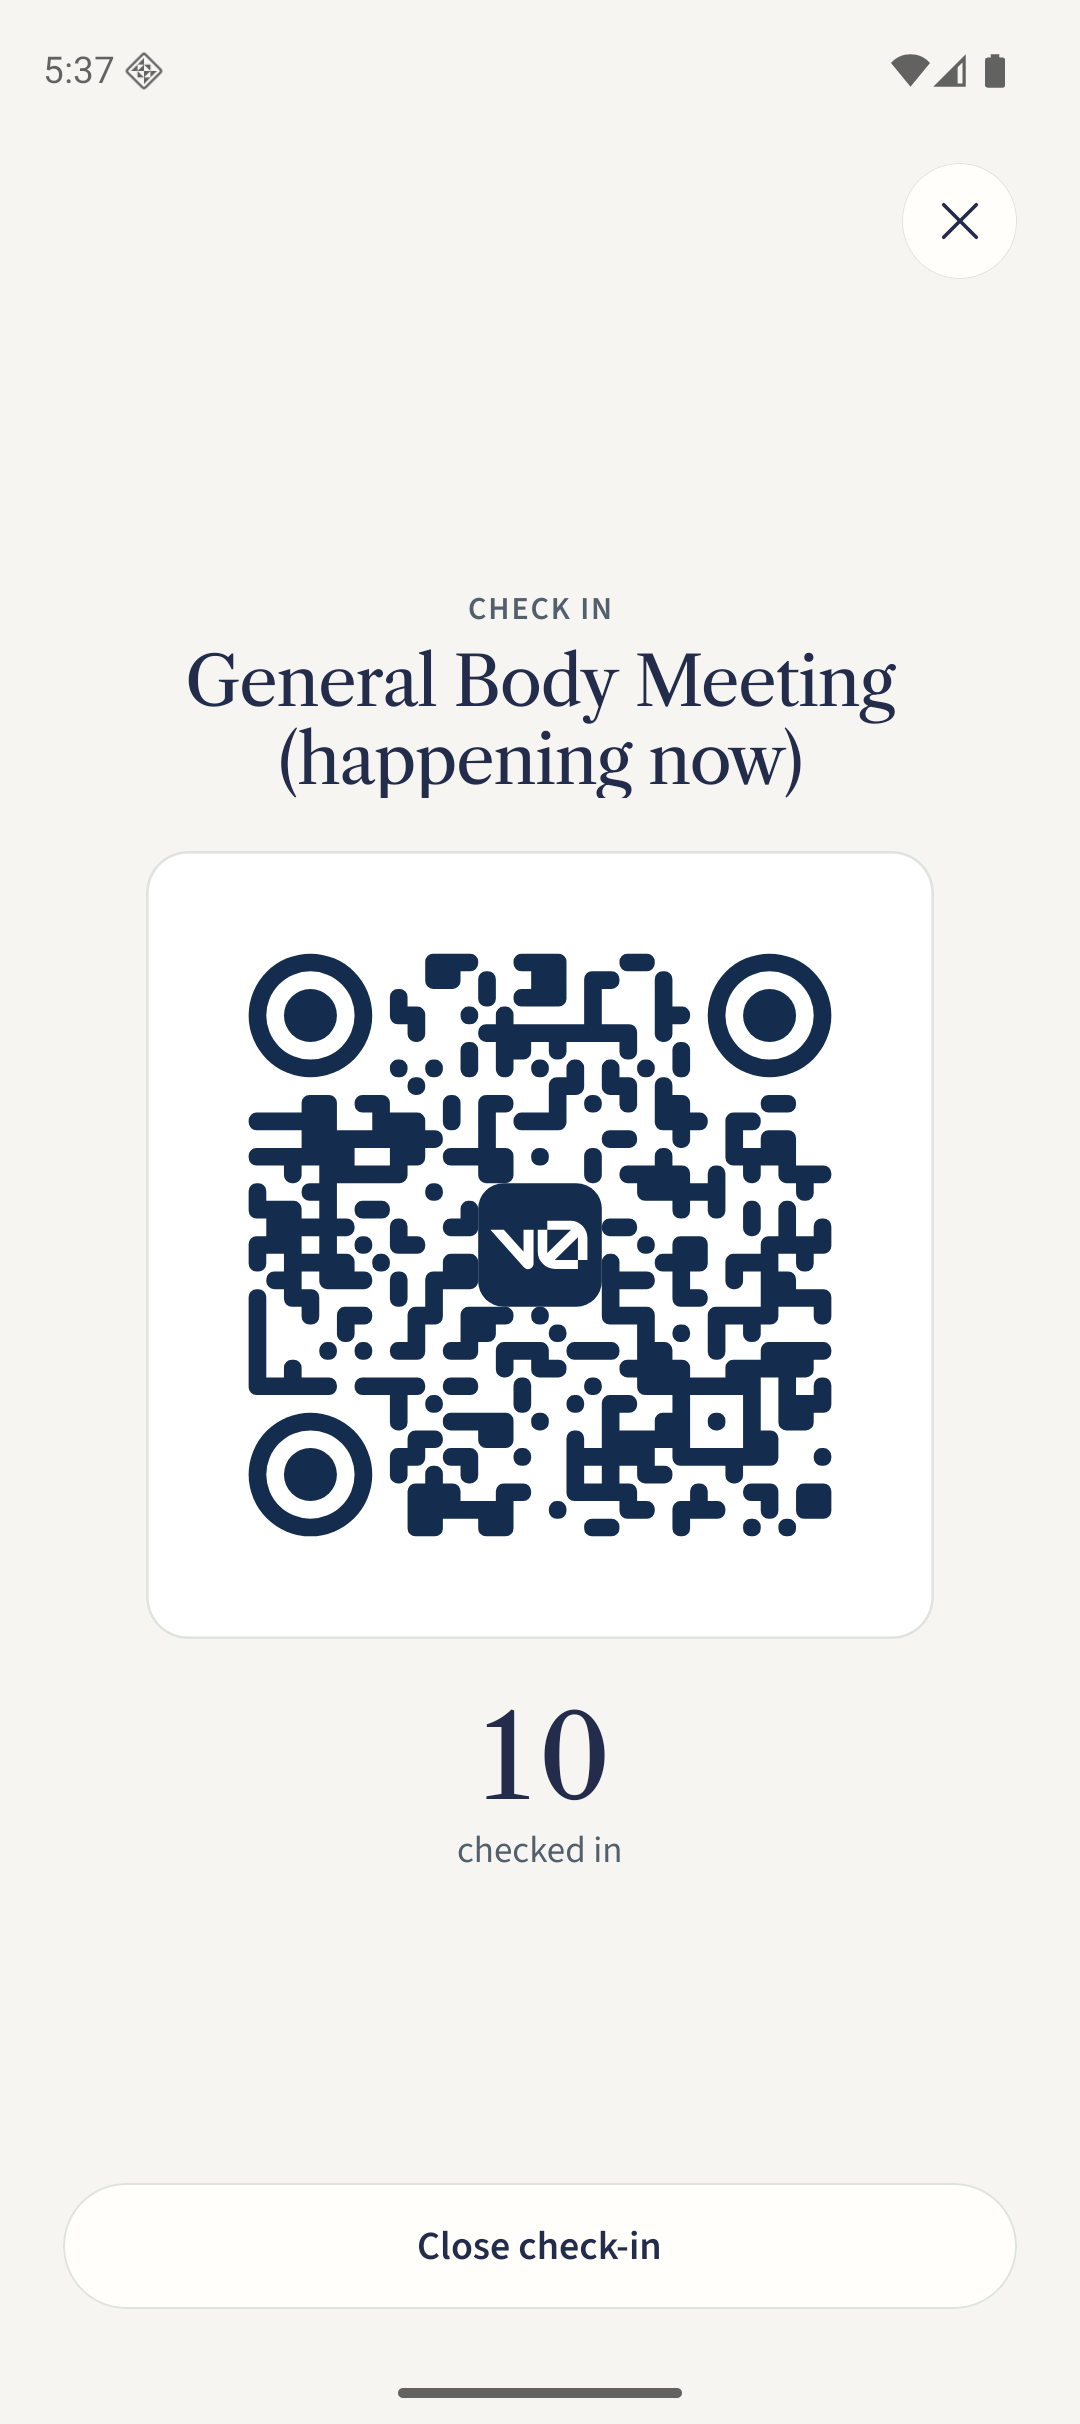 5:37
CHECK IN
General Body Meeting
(happening now)
10
checked in
Close check-in